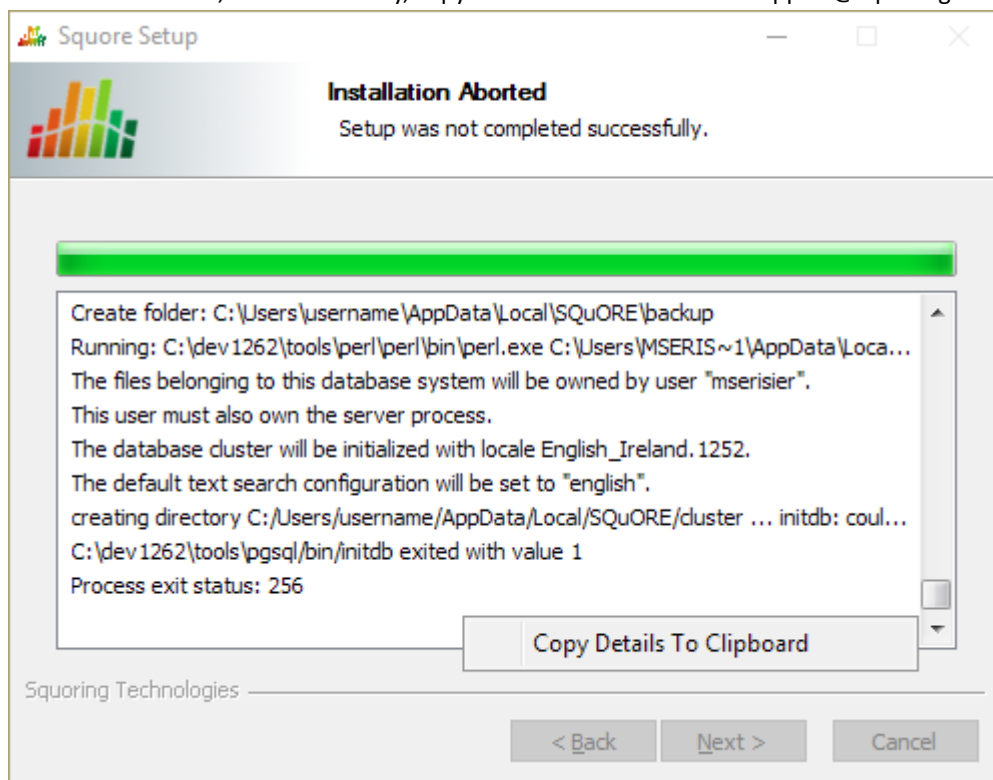 Squore Setup
Installation Aborted
Setup was not completed successfully.
Create folder: C:\Users\username\AppData\Local\SQuORE\backup
Running: C:\dev1262\tools\perl\perl\bin\perl.exe C:\Users\MSERIS~1\AppData\Loca...
The files belonging to this database system will be owned by user "mserisier".
This user must also own the server process.
The database cluster will be initialized with locale English_Ireland.1252.
The default text search configuration will be set to "english".
creating directory C:/Users/username/AppData/Local/SQuORE/cluster ... initdb: coul...
C:\dev1262\tools\pgsql/bin/initdb exited with value 1
Process exit status: 256
Copy Details To Clipboard
Squoring Technologies
< Back Next > Cancel